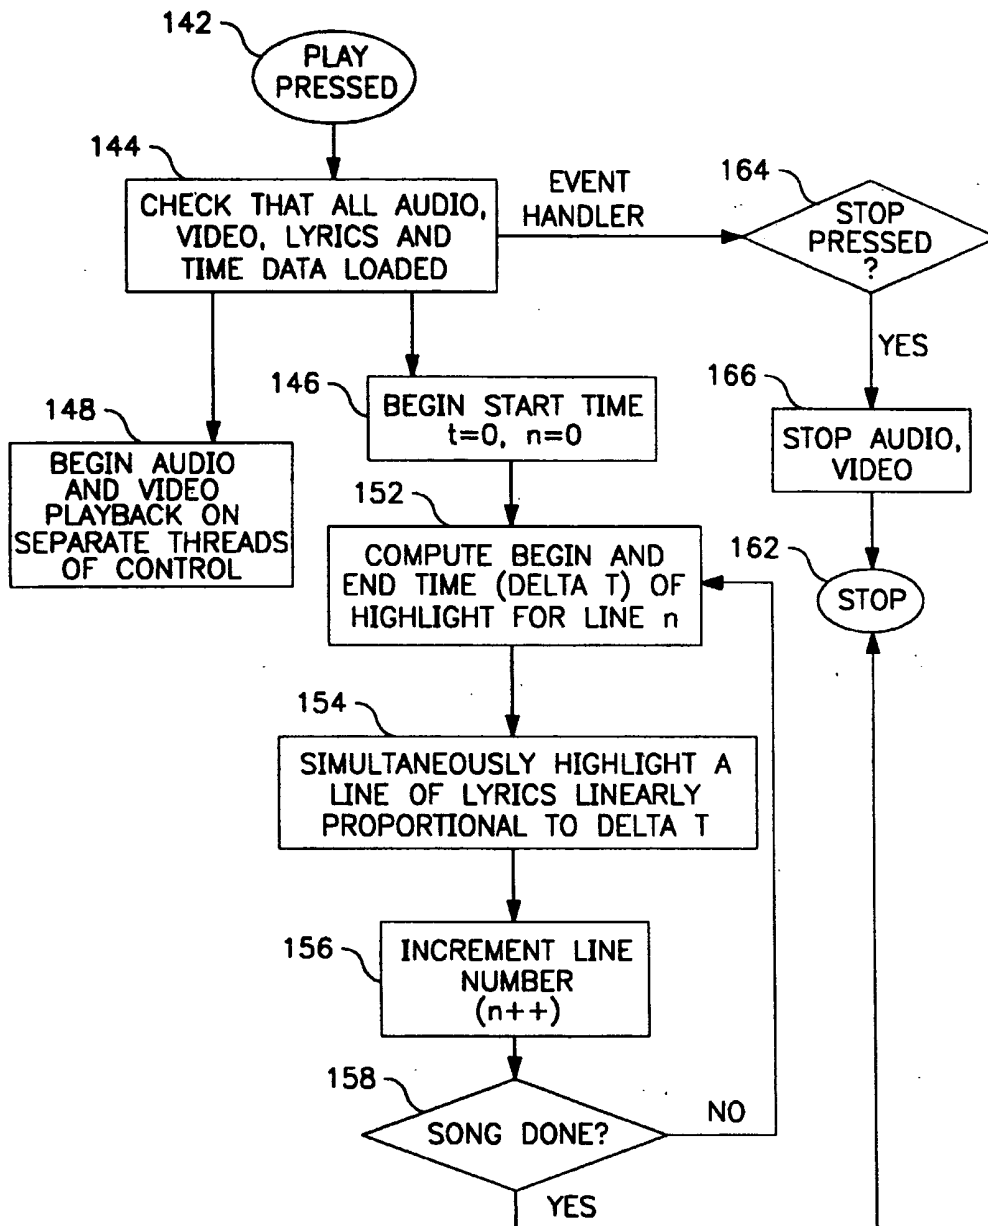 142
PLAY
PRESSED
144
CHECK THAT ALL AUDIO,
VIDEO, LYRICS AND
TIME DATA LOADED
EVENT
HANDLER
164
STOP
PRESSED
?
YES
166
STOP AUDIO,
VIDEO
162
STOP
148
BEGIN AUDIO
AND VIDEO
PLAYBACK ON
SEPARATE THREADS
OF CONTROL
146
BEGIN START TIME
t=0, n=0
152
COMPUTE BEGIN AND
END TIME (DELTA T) OF
HIGHLIGHT FOR LINE n
154
SIMULTANEOUSLY HIGHLIGHT A
LINE OF LYRICS LINEARLY
PROPORTIONAL TO DELTA T
156
INCREMENT LINE
NUMBER
(n++)
158
SONG DONE?
NO
YES